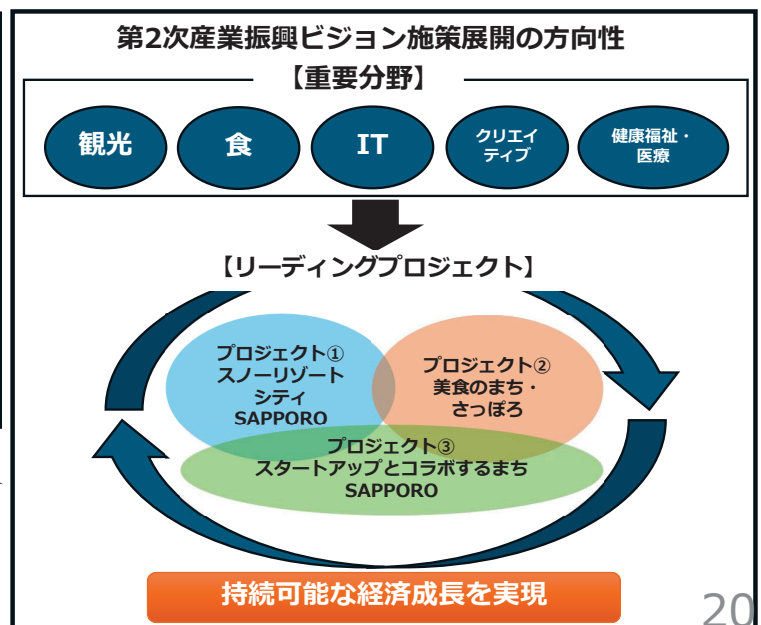 第2次産業振興ビジョン施策展開の方向性
【重要分野】
観光
食
IT
クリエイ
ティブ
健康福祉・
医療
【リーディングプロジェクト】
プロジェクト①
スノーリゾート
シティ
SAPPORO
プロジェクト②
美食のまち・
さっぽろ
プロジェクト③
スタートアップとコラボするまち
SAPPORO
持続可能な経済成長を実現
20